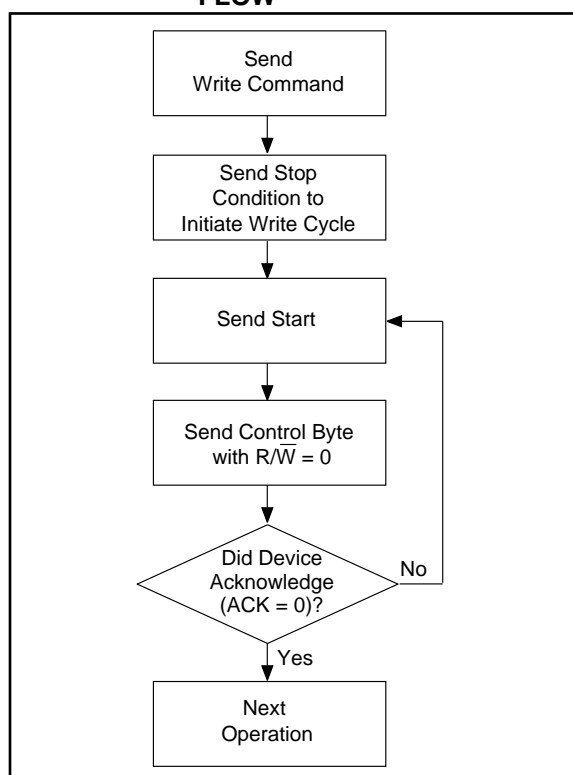 Send
Write Command
Send Stop
Condition to
Initiate Write Cycle
Send Start
Send Control Byte
with R/W̅ = 0
Did Device
Acknowledge
(ACK = 0)?
No
Yes
Next
Operation